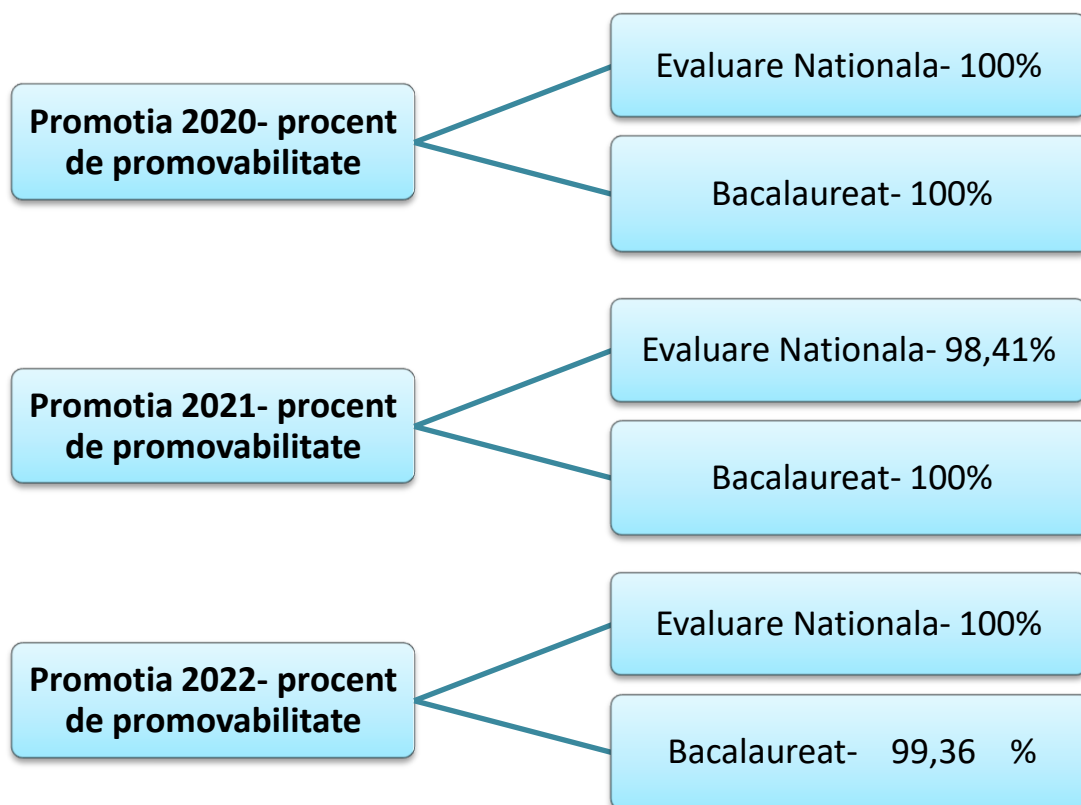 Promotia 2020- procent
de promovabilitate
Evaluare Nationala- 100%
Bacalaureat- 100%
Promotia 2021- procent
de promovabilitate
Evaluare Nationala- 98,41%
Bacalaureat- 100%
Promotia 2022- procent
de promovabilitate
Evaluare Nationala- 100%
Bacalaureat- 99,36 %